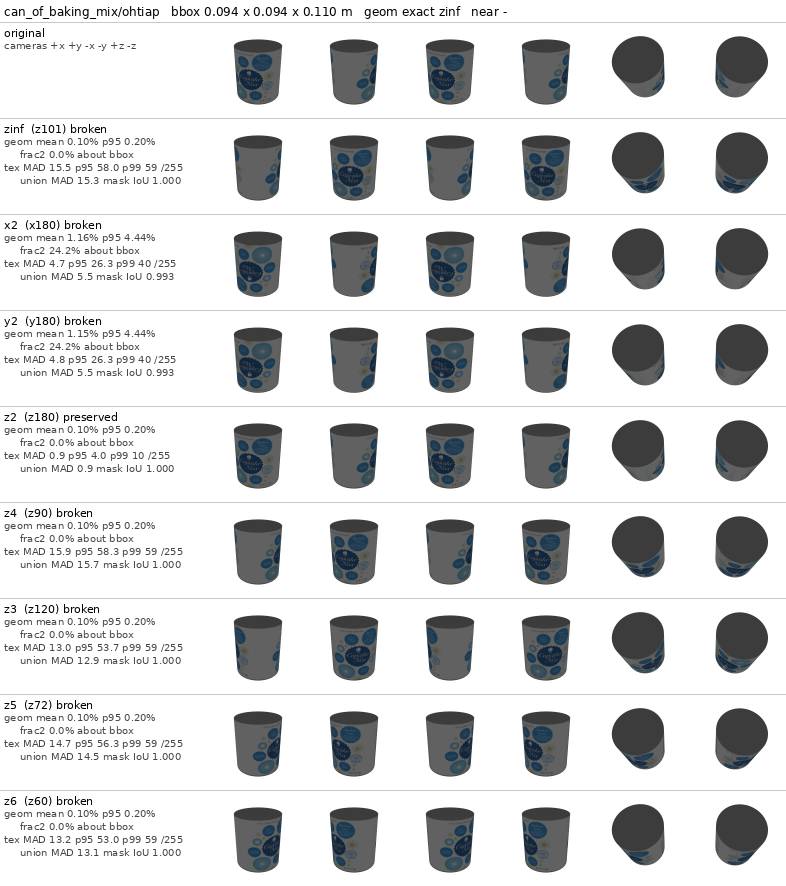 can_of_baking_mix/ohtiap bbox 0.094 x 0.094 x 0.110 m geom exact zinf near -
original
cameras +x +y -x -y +z -z
zinf (z101) broken
geom mean 0.10% p95 0.20%
frac2 0.0% about bbox
tex MAD 15.5 p95 58.0 p99 59 /255
union MAD 15.3 mask IoU 1.000
x2 (x180) broken
geom mean 1.16% p95 4.44%
frac2 24.2% about bbox
tex MAD 4.7 p95 26.3 p99 40 /255
union MAD 5.5 mask IoU 0.993
y2 (y180) broken
geom mean 1.15% p95 4.44%
frac2 24.2% about bbox
tex MAD 4.8 p95 26.3 p99 40 /255
union MAD 5.5 mask IoU 0.993
z2 (z180) preserved
geom mean 0.10% p95 0.20%
frac2 0.0% about bbox
tex MAD 0.9 p95 4.0 p99 10 /255
union MAD 0.9 mask IoU 1.000
z4 (z90) broken
geom mean 0.10% p95 0.20%
frac2 0.0% about bbox
tex MAD 15.9 p95 58.3 p99 59 /255
union MAD 15.7 mask IoU 1.000
z3 (z120) broken
geom mean 0.10% p95 0.20%
frac2 0.0% about bbox
tex MAD 13.0 p95 53.7 p99 59 /255
union MAD 12.9 mask IoU 1.000
z5 (z72) broken
geom mean 0.10% p95 0.20%
frac2 0.0% about bbox
tex MAD 14.7 p95 56.3 p99 59 /255
union MAD 14.5 mask IoU 1.000
z6 (z60) broken
geom mean 0.10% p95 0.20%
frac2 0.0% about bbox
tex MAD 13.2 p95 53.0 p99 59 /255
union MAD 13.1 mask IoU 1.000